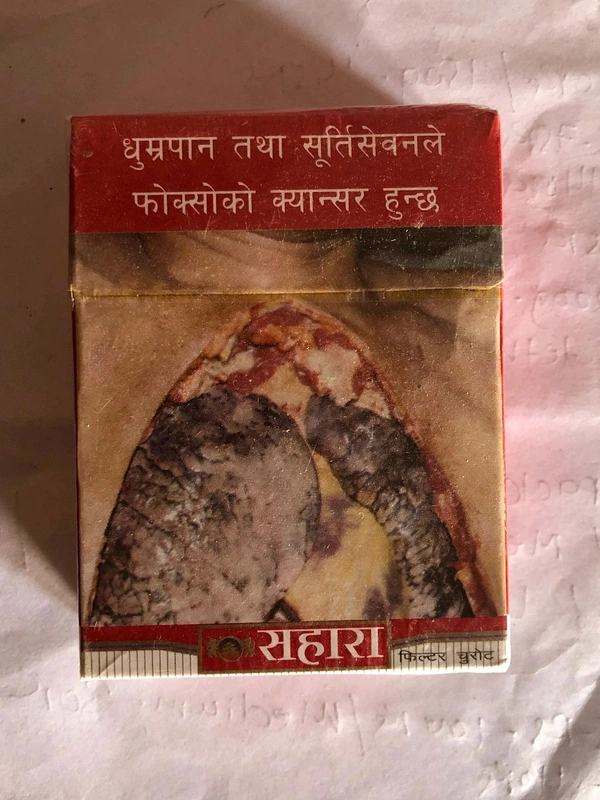 धुम्रपान तथा सूर्तिसेवनले
फोक्सोको क्यान्सर हुन्छ
सहारा
फिल्टर चुरोट